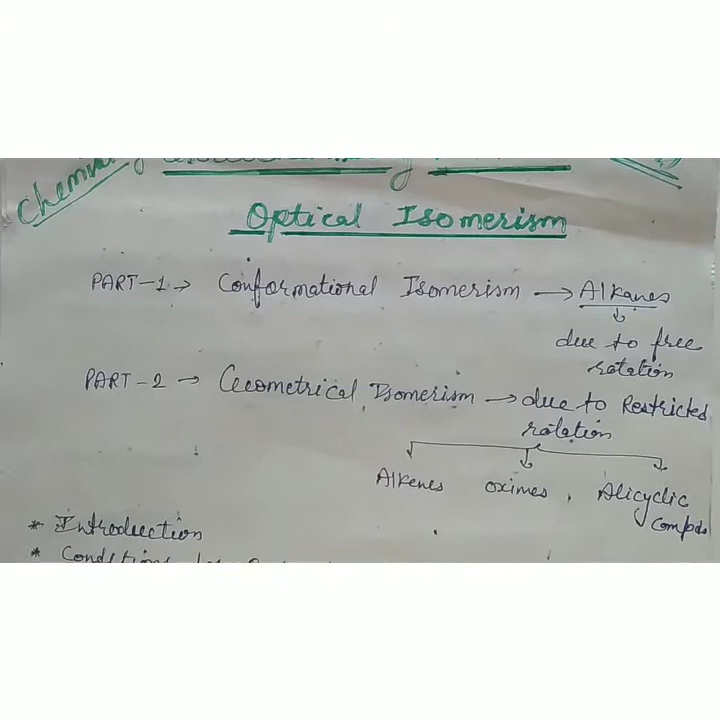 Optical Isomerism
PART-1 → Conformational Isomerism → Alkanes
due to free
rotation
PART-2 → Geometrical Isomerism → due to Restricted
rotation
Alkenes oximes, Alicyclic
Compds
* Introduction
* Conditions